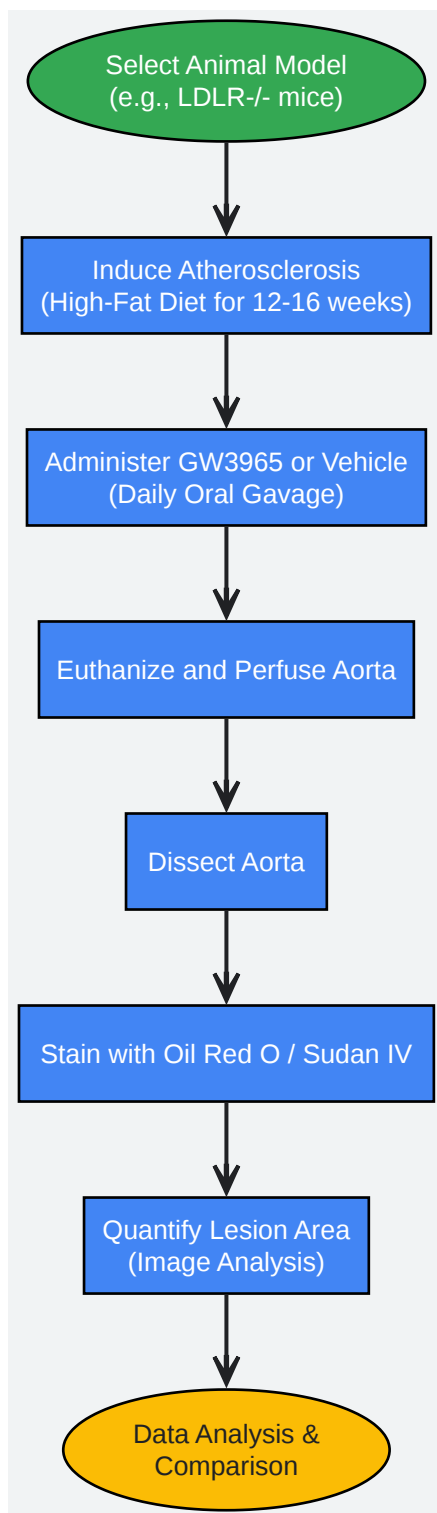 Select Animal Model
(e.g., LDLR-/- mice)
Induce Atherosclerosis
(High-Fat Diet for 12-16 weeks)
Administer GW3965 or Vehicle
(Daily Oral Gavage)
Euthanize and Perfuse Aorta
Dissect Aorta
Stain with Oil Red O / Sudan IV
Quantify Lesion Area
(Image Analysis)
Data Analysis &
Comparison